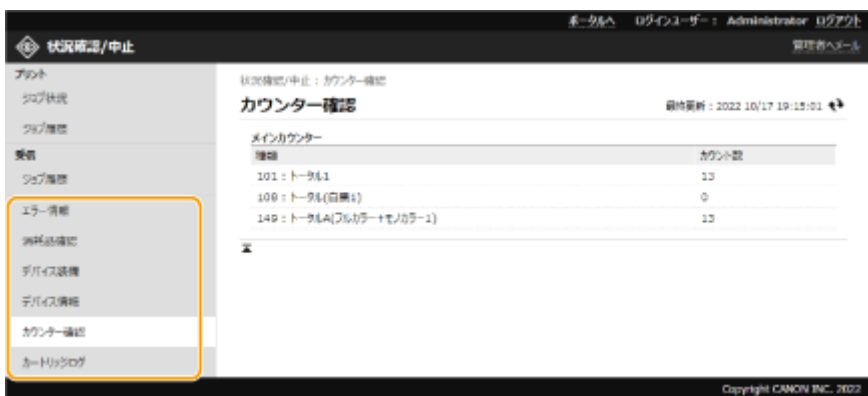 ポータルへ ログインユーザー： Administrator ログアウト
状況確認/中止
管理者へメール
プリント
ジョブ状況
ジョブ履歴
受信
ジョブ履歴
エラー情報
消耗品確認
デバイス装備
デバイス情報
カウンター確認
カートリッジログ
状況確認/中止：カウンター確認
カウンター確認
最終更新：2022 10/17 19:15:01
メインカウンター
種類 カウント数
101：トータル1 13
108：トータル(白黒1) 0
149：トータルA(フルカラー+モノカラー1) 13
Copyright CANON INC. 2022